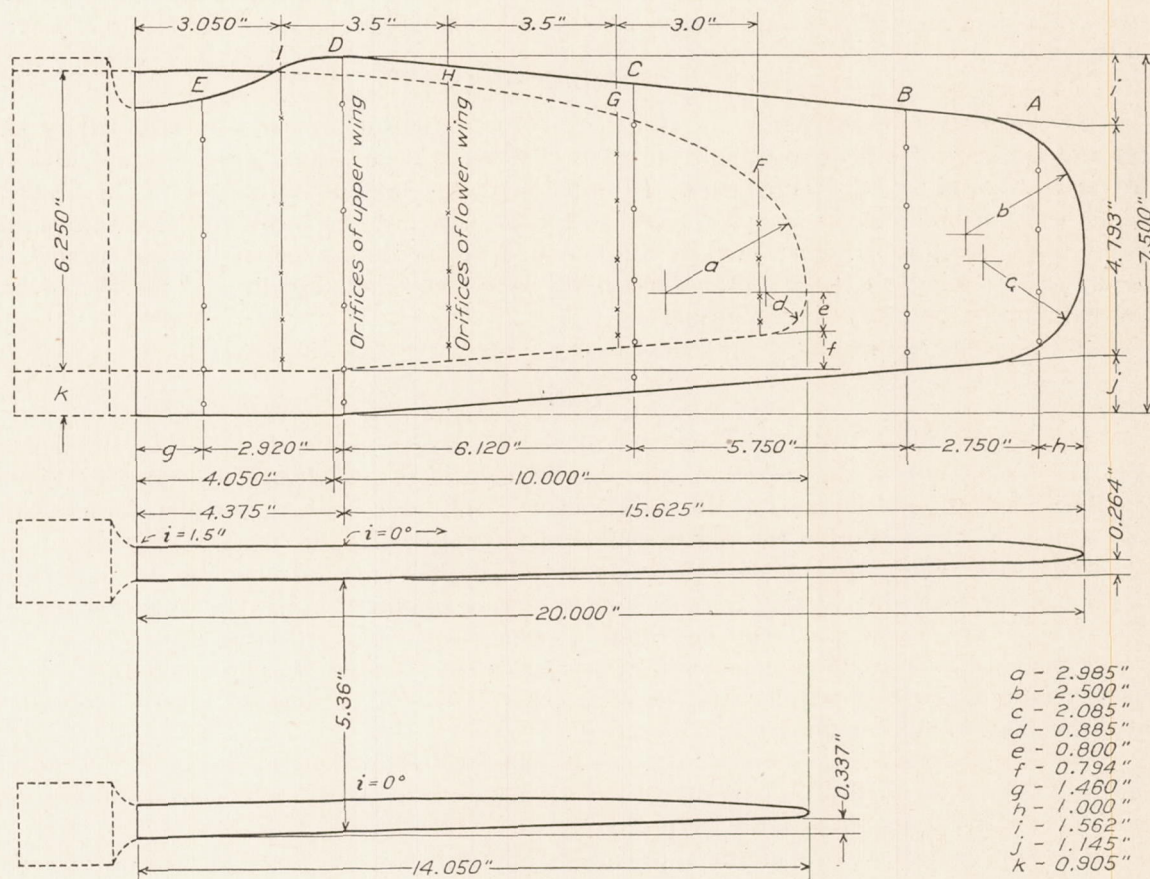 3.050"
3.5"
3.5"
3.0"
I
D
E
H
C
G
B
A
F
i
6.250"
Orifices of upper wing
Orifices of lower wing
4.793"
7.500"
a
b
c
d
e
f
j
k
g
2.920"
6.120"
5.750"
2.750"
h
4.050"
10.000"
4.375"
15.625"
0.264"
i=1.5"
i=0°
20.000"
5.36"
i=0°
0.337"
14.050"
a - 2.985"
b - 2.500"
c - 2.085"
d - 0.885"
e - 0.800"
f - 0.794"
g - 1.460"
h - 1.000"
i - 1.562"
j - 1.145"
k - 0.905"